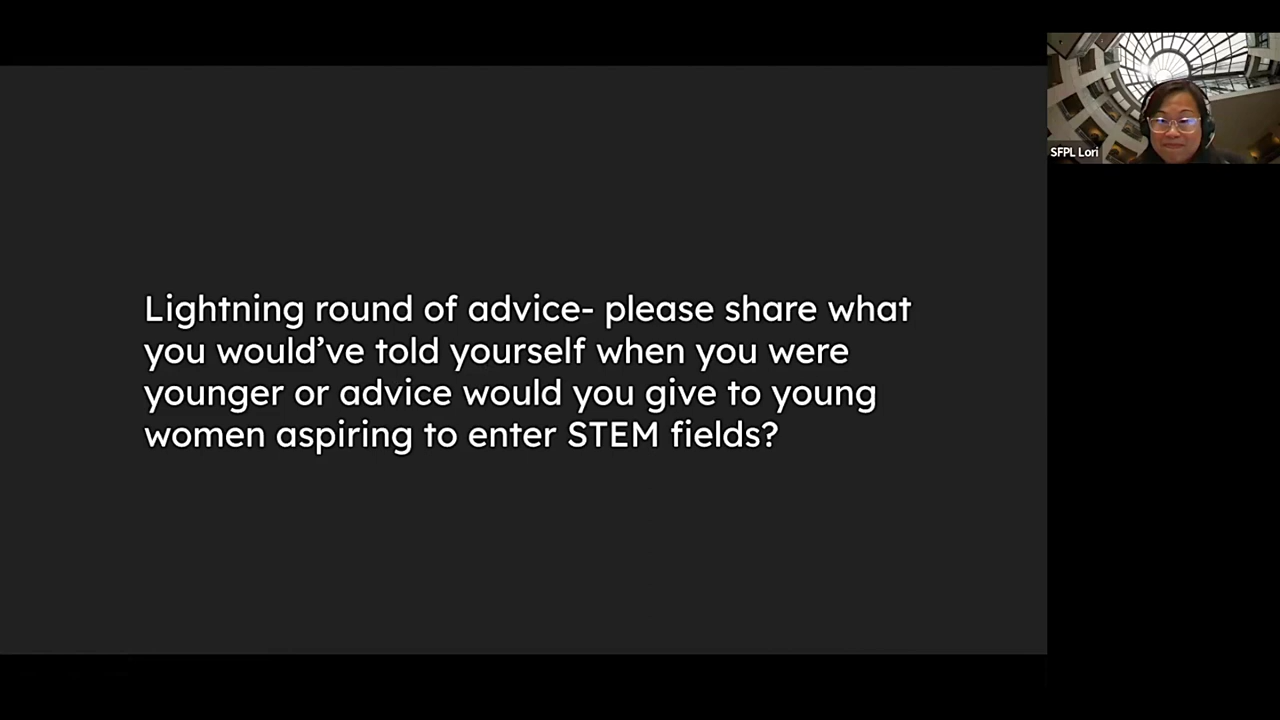 Lightning round of advice- please share what
you would’ve told yourself when you were
younger or advice would you give to young
women aspiring to enter STEM fields?
SFPL Lori